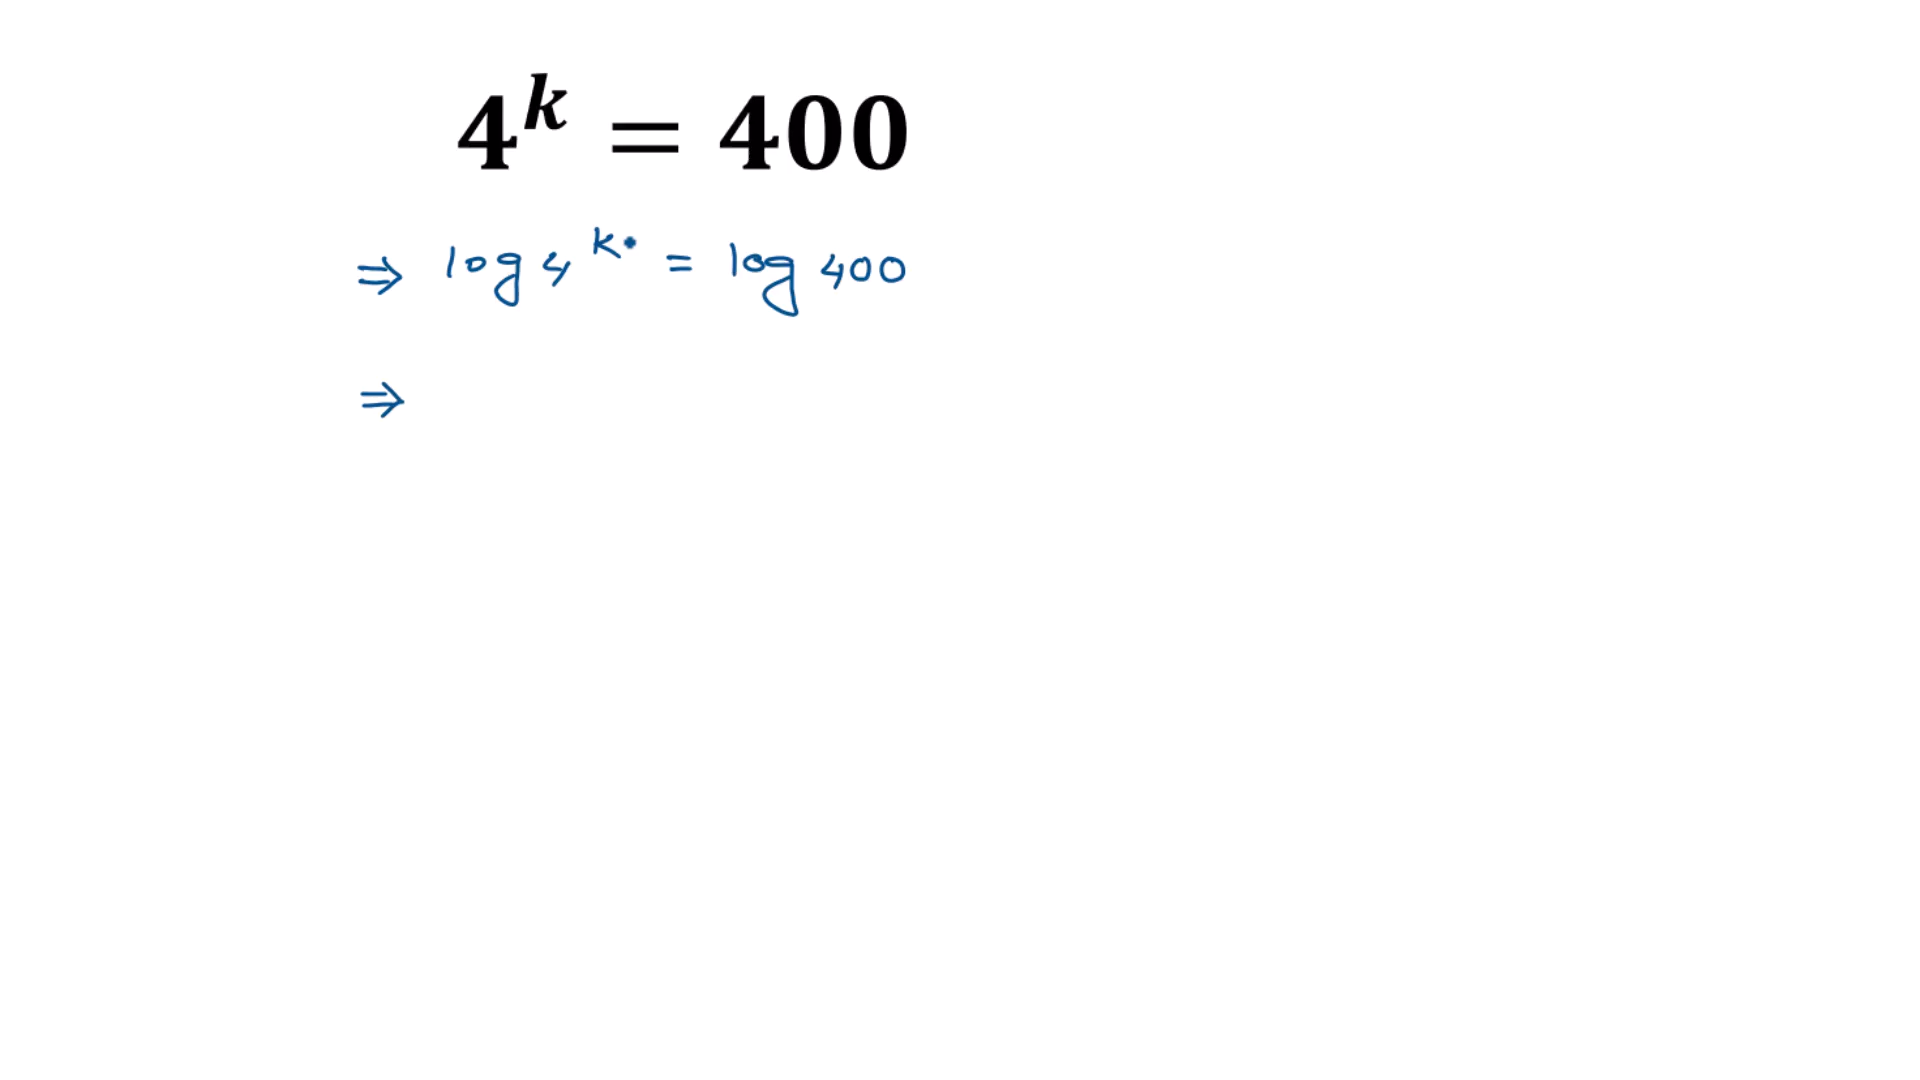 4^k = 400
⇒ log 4^k = log 400
⇒